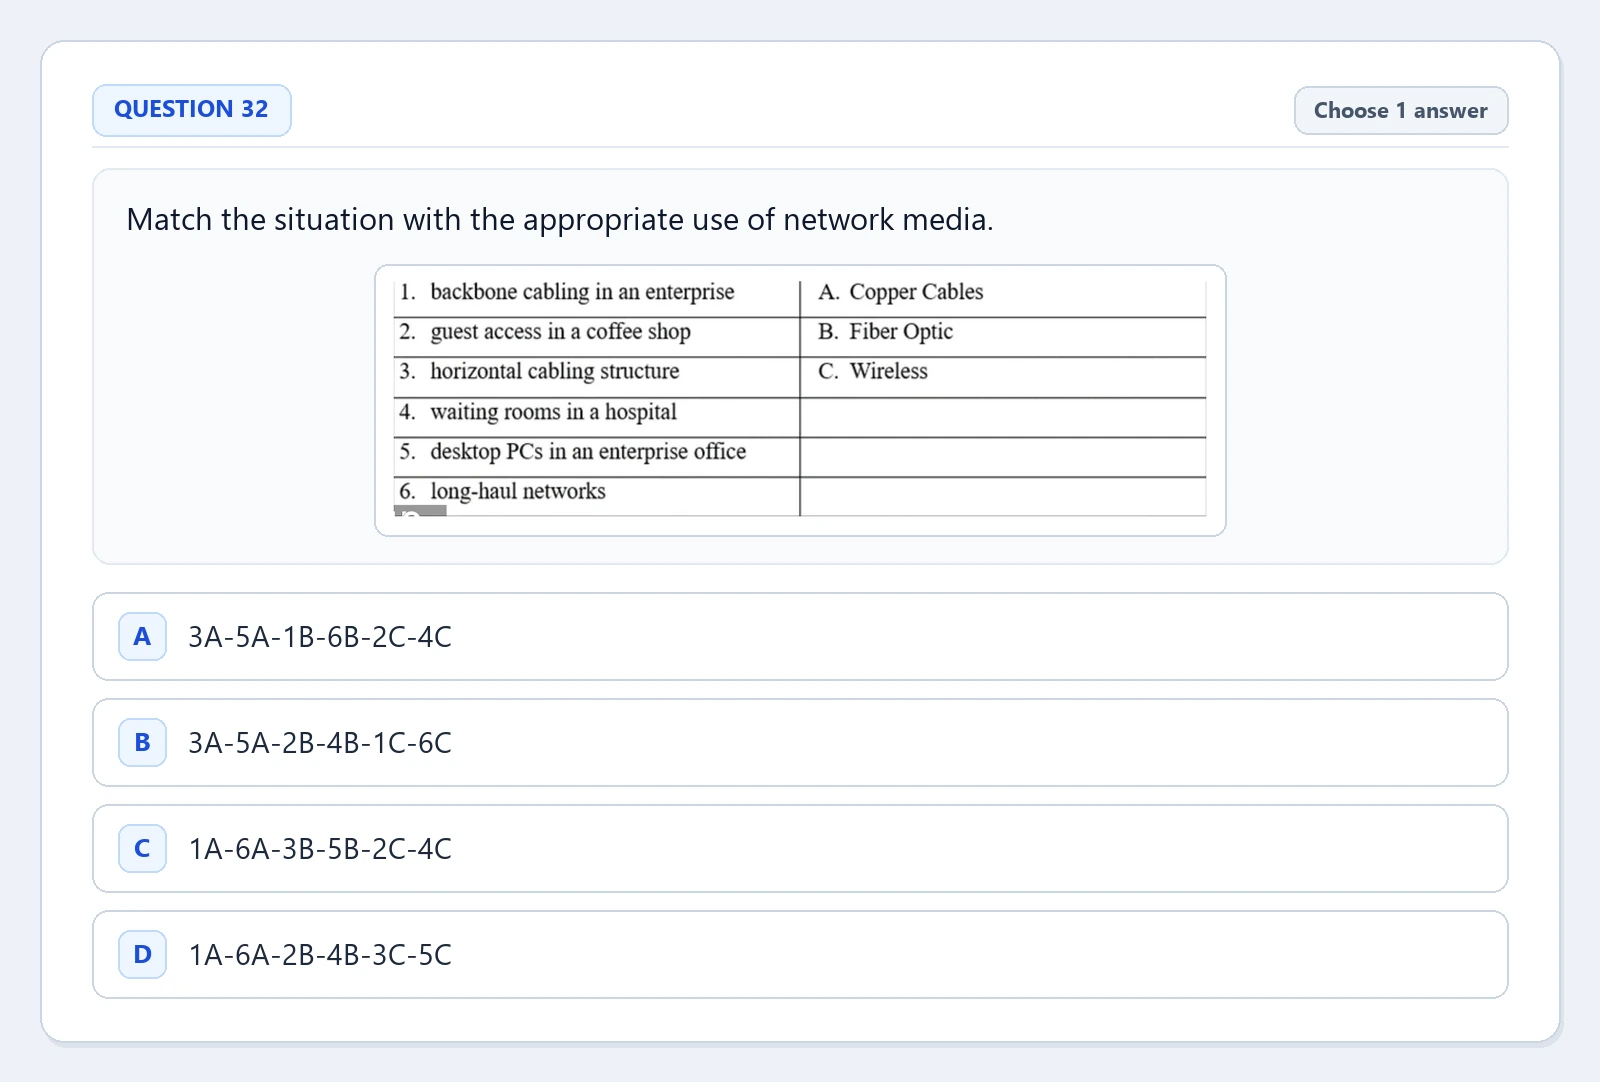 QUESTION 32
Choose 1 answer
Match the situation with the appropriate use of network media.
1. backbone cabling in an enterprise A. Copper Cables
2. guest access in a coffee shop B. Fiber Optic
3. horizontal cabling structure C. Wireless
4. waiting rooms in a hospital
5. desktop PCs in an enterprise office
6. long-haul networks
A 3A-5A-1B-6B-2C-4C
B 3A-5A-2B-4B-1C-6C
C 1A-6A-3B-5B-2C-4C
D 1A-6A-2B-4B-3C-5C